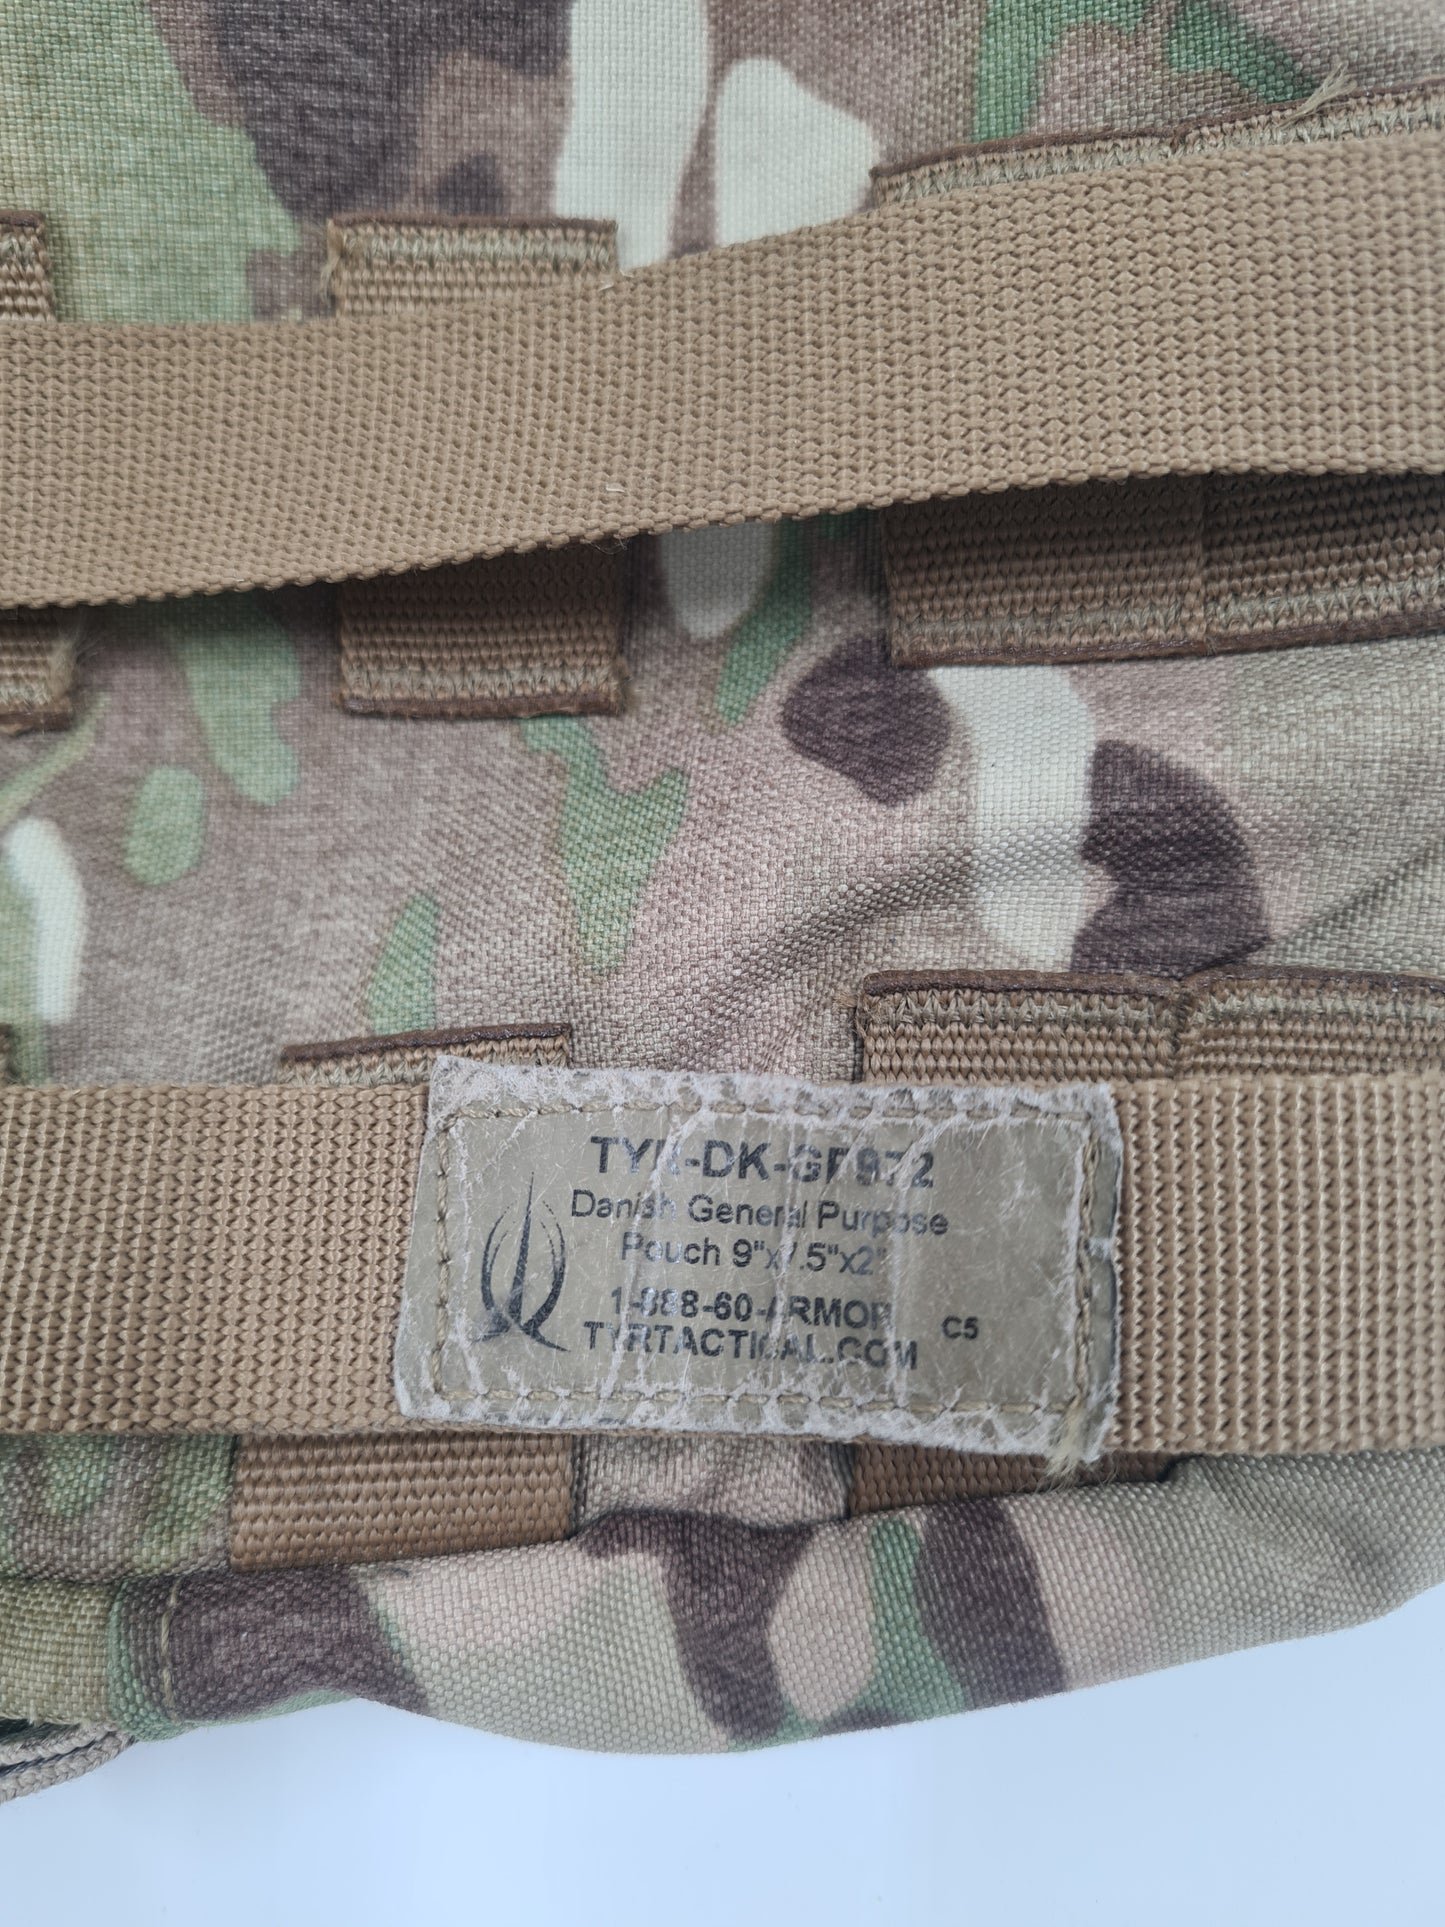 TYR-DK-GP972
Danish General Purpose
Pouch 9"x7.5"x2"
1-888-60-ARMOR
TYRTACTICAL.COM
C5